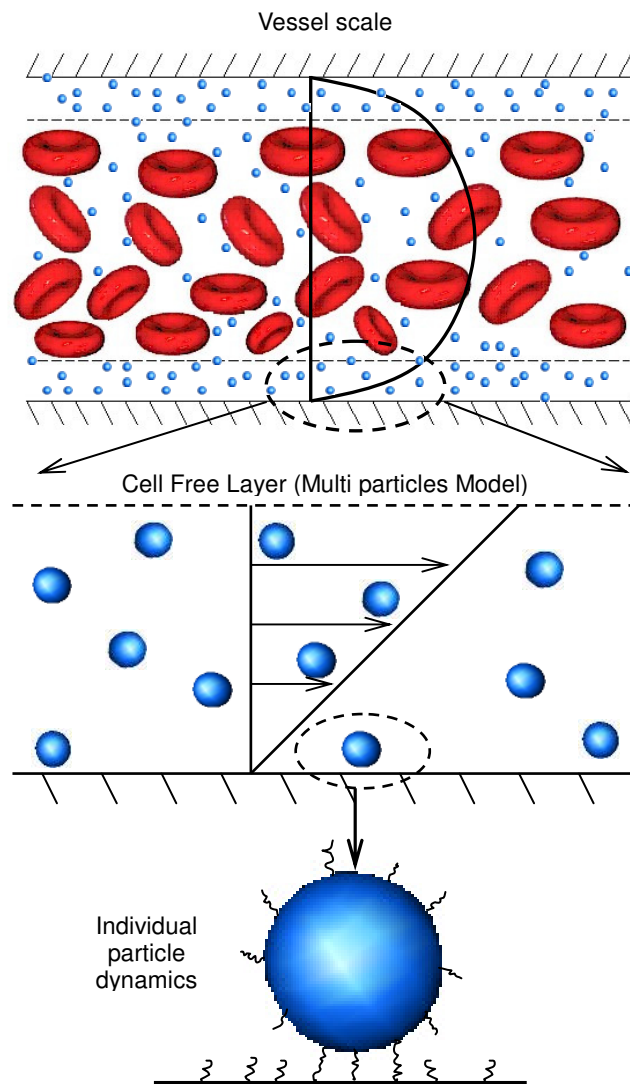 Vessel scale
Cell Free Layer (Multi particles Model)
Individual
particle
dynamics